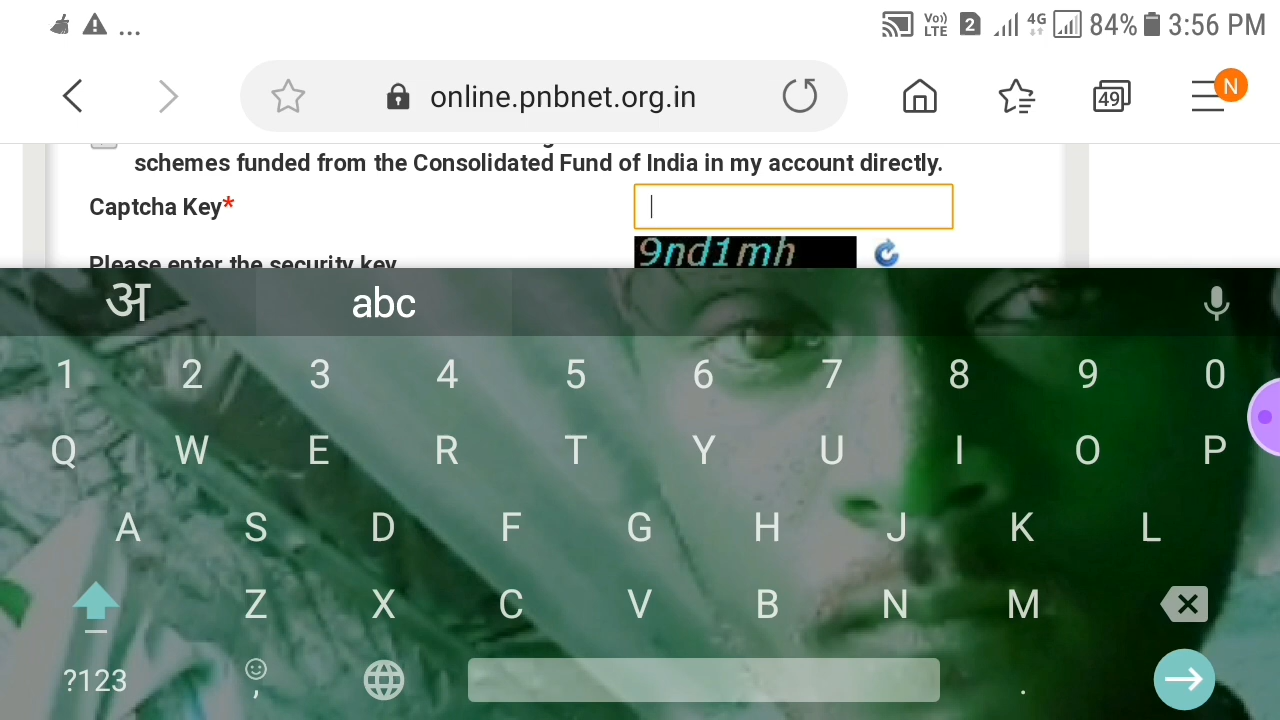 ... Vo)) LTE 2 4G 84% 3:56 PM
online.pnbnet.org.in 49 N
schemes funded from the Consolidated Fund of India in my account directly.
Captcha Key*
Please enter the security key
9nd1mh
अ abc
1 2 3 4 5 6 7 8 9 0
Q W E R T Y U I O P
A S D F G H J K L
Z X C V B N M
?123 , .